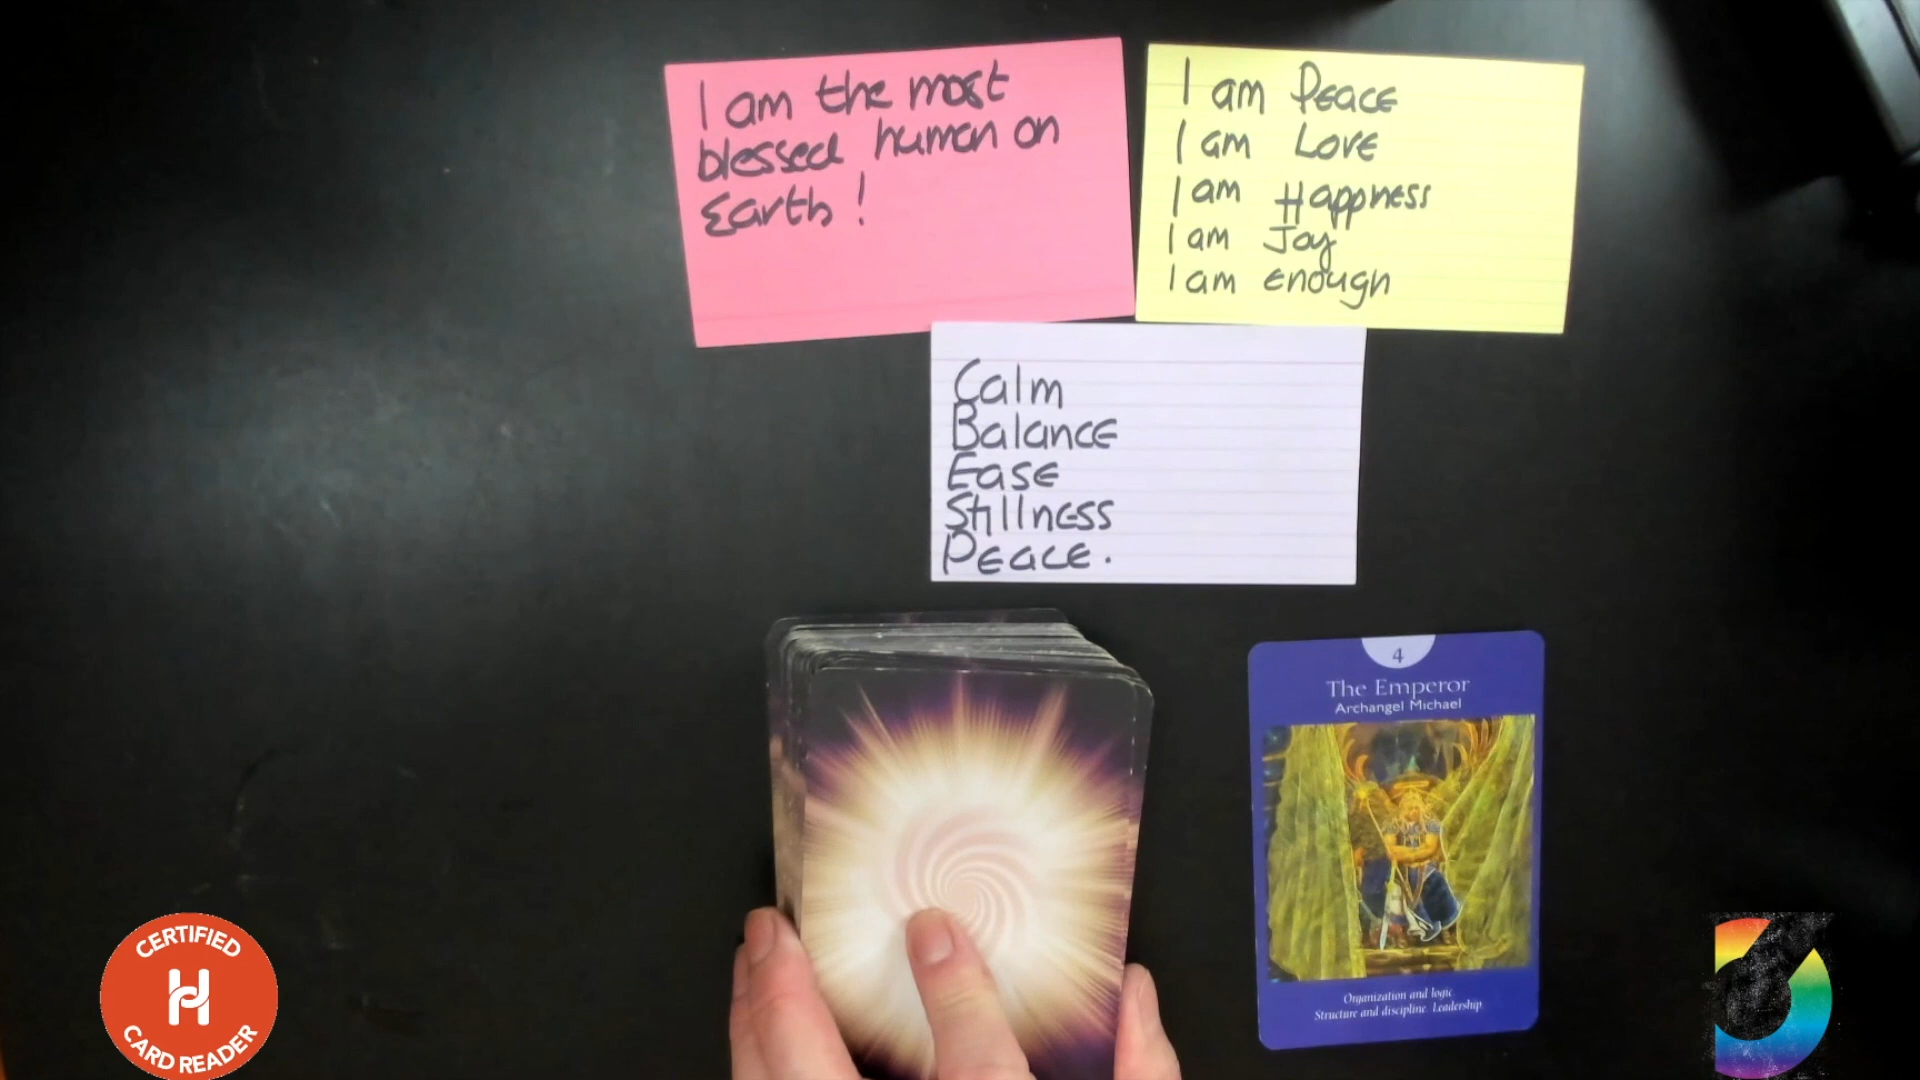 I am the most
blessed human on
Earth!
I am Peace
I am Love
I am Happness
I am Joy
I am enough
Calm
Balance
Ease
Stillness
Peace.
4
The Emperor
Archangel Michael
Organization and logic
Structure and discipline Leadership
CERTIFIED
H
CARD READER